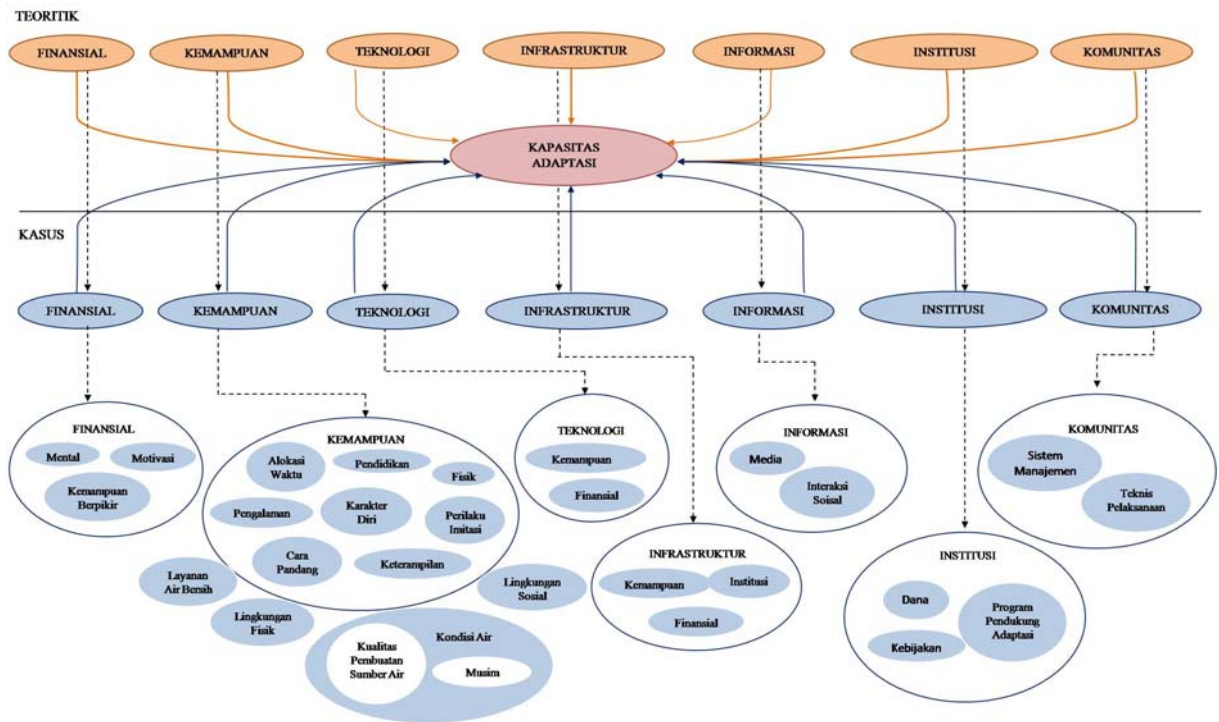 TEORITIK
FINANSIAL
KEMAMPUAN
TEKNOLOGI
INFRASTRUKTUR
INFORMASI
INSTITUSI
KOMUNITAS
KAPASITAS
ADAPTASI
KASUS
FINANSIAL
KEMAMPUAN
TEKNOLOGI
INFRASTRUKTUR
INFORMASI
INSTITUSI
KOMUNITAS
FINANSIAL
Mental
Motivasi
Kemampuan
Berpikir
KEMAMPUAN
Alokasi
Waktu
Pendidikan
Fisik
Pengalaman
Karakter
Diri
Perilaku
Imitasi
Cara
Pandang
Keterampilan
Layanan
Air Bersih
Lingkungan
Fisik
Lingkungan
Sosial
Kondisi Air
Kualitas
Pembuatan
Sumber Air
Musim
TEKNOLOGI
Kemampuan
Finansial
INFRASTRUKTUR
Kemampuan
Institusi
Finansial
INFORMASI
Media
Interaksi
Soisal
INSTITUSI
Dana
Kebijakan
Program
Pendukung
Adaptasi
KOMUNITAS
Sistem
Manajemen
Teknis
Pelaksanaan